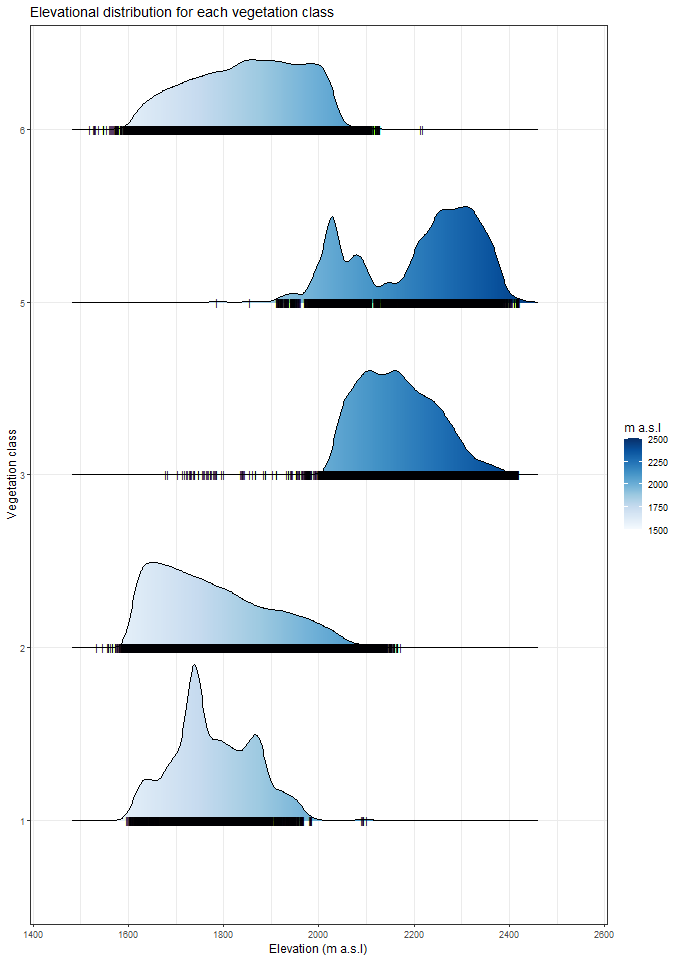 Elevational distribution for each vegetation class
6
5
3
2
1
Vegetation class
1400 1600 1800 2000 2200 2400 2600
Elevation (m a.s.l)
m a.s.l
2500
2250
2000
1750
1500